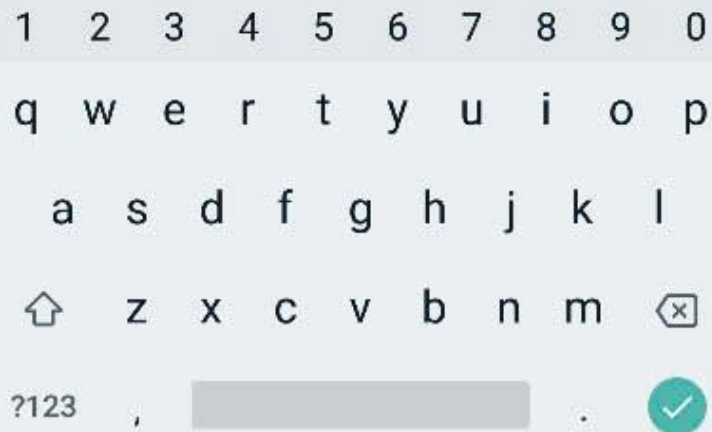 1 2 3 4 5 6 7 8 9 0
q w e r t y u i o p
a s d f g h j k l
z x c v b n m
?123 , .